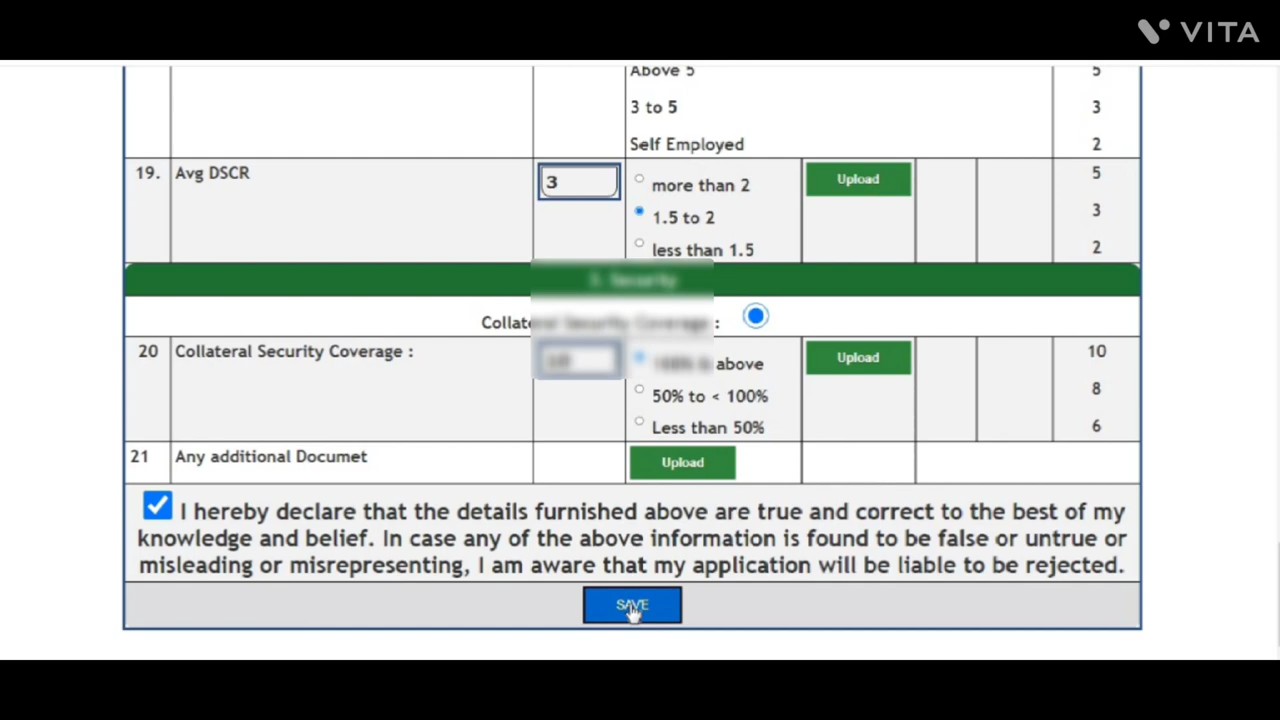 VITA
Above 5 5
3 to 5 3
Self Employed 2
19. Avg DSCR 3 more than 2 Upload 5
1.5 to 2 3
less than 1.5 2
:
20 Collateral Security Coverage : above Upload 10
50% to < 100% 8
Less than 50% 6
21 Any additional Documet Upload
I hereby declare that the details furnished above are true and correct to the best of my
knowledge and belief. In case any of the above information is found to be false or untrue or
misleading or misrepresenting, I am aware that my application will be liable to be rejected.
SAVE